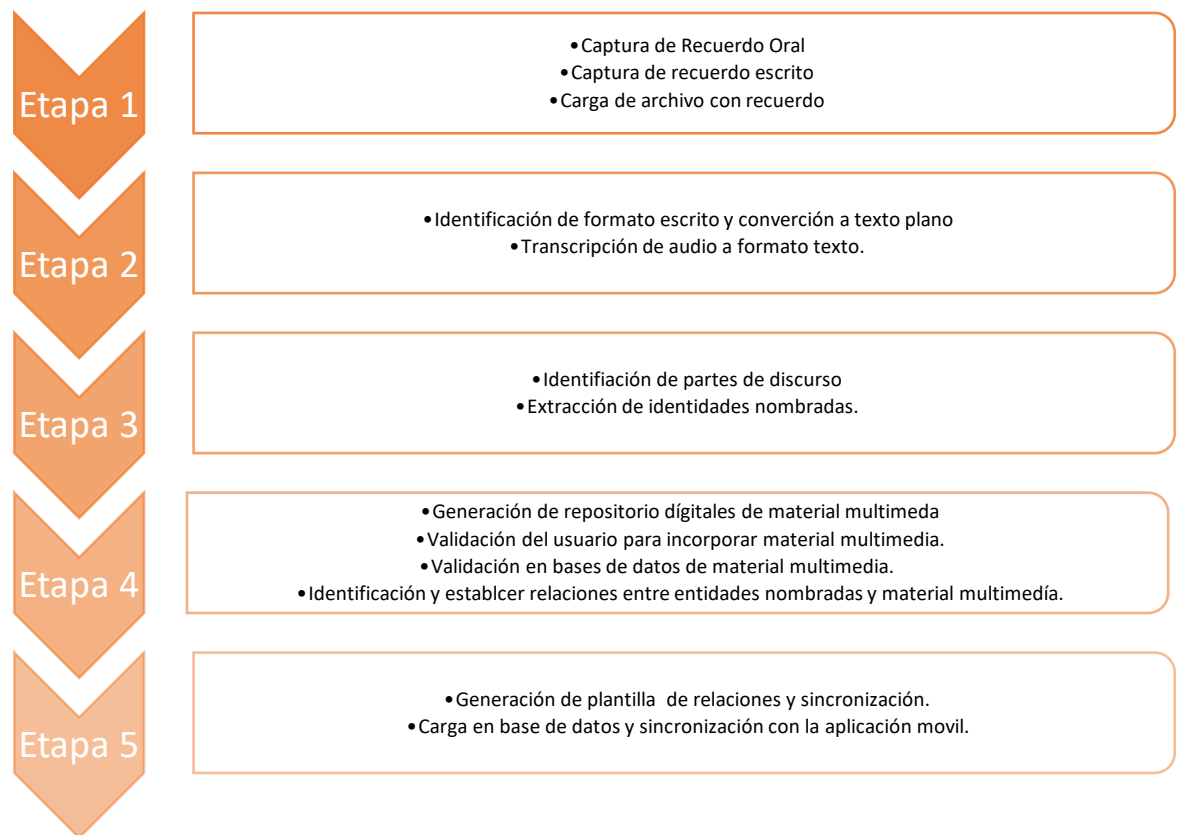 Etapa 1
•Captura de Recuerdo Oral
•Captura de recuerdo escrito
•Carga de archivo con recuerdo
Etapa 2
•Identificación de formato escrito y converción a texto plano
•Transcripción de audio a formato texto.
Etapa 3
•Identifiación de partes de discurso
•Extracción de identidades nombradas.
Etapa 4
•Generación de repositorio dígitales de material multimeda
•Validación del usuario para incorporar material multimedia.
•Validación en bases de datos de material multimedia.
•Identificación y establcer relaciones entre entidades nombradas y material multimedía.
Etapa 5
•Generación de plantilla de relaciones y sincronización.
•Carga en base de datos y sincronización con la aplicación movil.